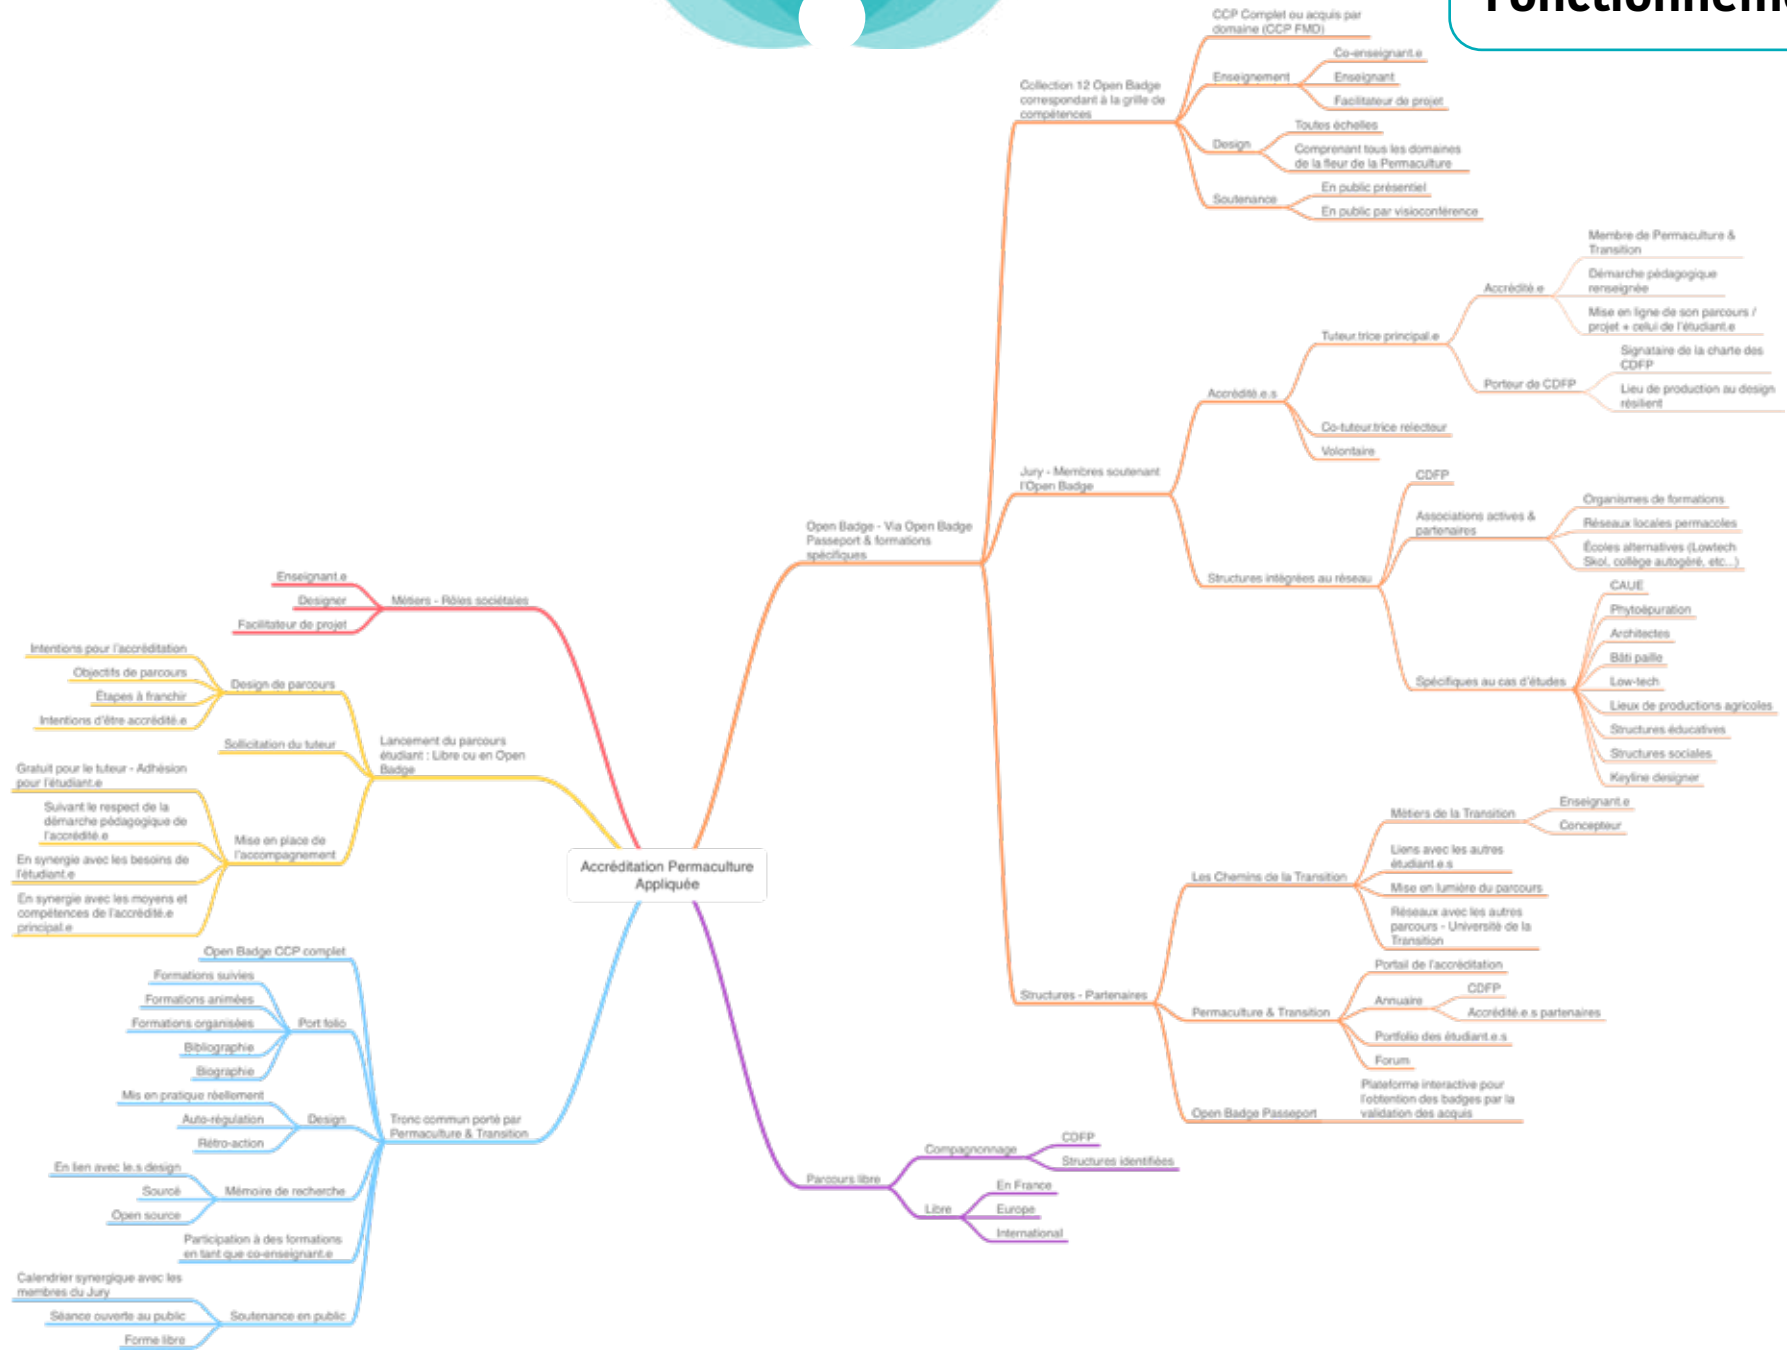 Fonctionneme
CCP Complet ou acquis par
domaine (CCP FMD)
Co-enseignant.e
Enseignement
Enseignant
Facilitateur de projet
Collection 12 Open Badge
correspondant à la grille de
compétences
Toutes échelles
Design
Comprenant tous les domaines
de la fleur de la Permaculture
En public présentiel
Soutenance
En public par visioconférence
Membre de Permaculture &
Transition
Accrédité.e
Démarche pédagogique
renseignée
Mise en ligne de son parcours /
projet + celui de l'étudiant.e
Tuteur.trice principal.e
Signataire de la charte des
CDFP
Porteur de CDFP
Lieu de production au design
résilient
Accrédité.e.s
Co-tuteur.trice relecteur
Volontaire
Jury - Membres soutenant
l'Open Badge
CDFP
Organismes de formations
Associations actives &
partenaires
Réseaux locales permacoles
Écoles alternatives (Lowtech
Skol, collège autogéré, etc...)
Open Badge - Via Open Badge
Passeport & formations
spécifiques
Structures intégrées au réseau
CAUE
Phytoépuration
Architectes
Bâti paille
Spécifiques au cas d'études
Low-tech
Lieux de productions agricoles
Structures éducatives
Structures sociales
Keyline designer
Enseignant.e
Métiers de la Transition
Concepteur
Liens avec les autres
étudiant.e.s
Les Chemins de la Transition
Mise en lumière du parcours
Réseaux avec les autres
parcours - Université de la
Transition
Portail de l'accréditation
CDFP
Structures - Partenaires
Annuaire
Permaculture & Transition
Accrédité.e.s partenaires
Portfolio des étudiant.e.s
Forum
Plateforme interactive pour
l'obtention des badges par la
validation des acquis
Open Badge Passeport
Enseignant.e
Designer
Métiers - Rôles sociétales
Facilitateur de projet
Intentions pour l'accréditation
Objectifs de parcours
Design de parcours
Étapes à franchir
Intentions d'être accrédité.e
Sollicitation du tuteur
Lancement du parcours
étudiant : Libre ou en Open
Badge
Gratuit pour le tuteur - Adhésion
pour l'étudiant.e
Suivant le respect de la
démarche pédagogique de
l'accrédité.e
Mise en place de
l'accompagnement
En synergie avec les besoins de
l'étudiant.e
En synergie avec les moyens et
compétences de l'accrédité.e
principal.e
Accréditation Permaculture
Appliquée
Open Badge CCP complet
Formations suivies
Formations animées
Formations organisées
Port folio
Bibliographie
Biographie
Mis en pratique réellement
Auto-régulation
Design
Rétro-action
Tronc commun porté par
Permaculture & Transition
En lien avec le.s design
Sourcé
Mémoire de recherche
Open source
Participation à des formations
en tant que co-enseignant.e
Calendrier synergique avec les
membres du Jury
Séance ouverte au public
Soutenance en public
Forme libre
Compagnonnage
CDFP
Structures identifiées
Parcours libre
En France
Libre
Europe
International